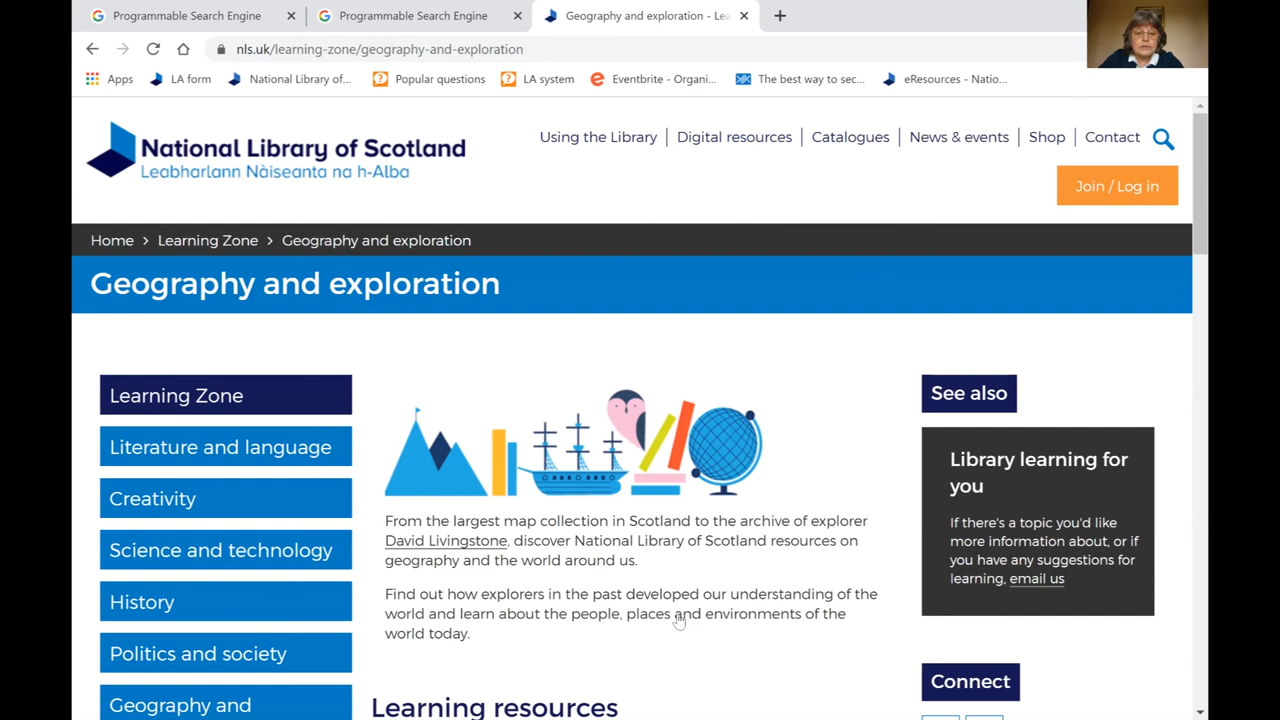 Programmable Search Engine
Programmable Search Engine
Geography and exploration - Lea
nls.uk/learning-zone/geography-and-exploration
Apps
LA form
National Library of...
Popular questions
LA system
Eventbrite - Organi...
The best way to sec...
eResources - Natio...
National Library of Scotland
Leabharlann Nàiseanta na h-Alba
Using the Library
Digital resources
Catalogues
News & events
Shop
Contact
Join / Log in
Home > Learning Zone > Geography and exploration
Geography and exploration
Learning Zone
Literature and language
Creativity
Science and technology
History
Politics and society
Geography and
From the largest map collection in Scotland to the archive of explorer
David Livingstone, discover National Library of Scotland resources on
geography and the world around us.
Find out how explorers in the past developed our understanding of the
world and learn about the people, places and environments of the
world today.
Learning resources
See also
Library learning for
you
If there's a topic you'd like
more information about, or if
you have any suggestions for
learning, email us
Connect